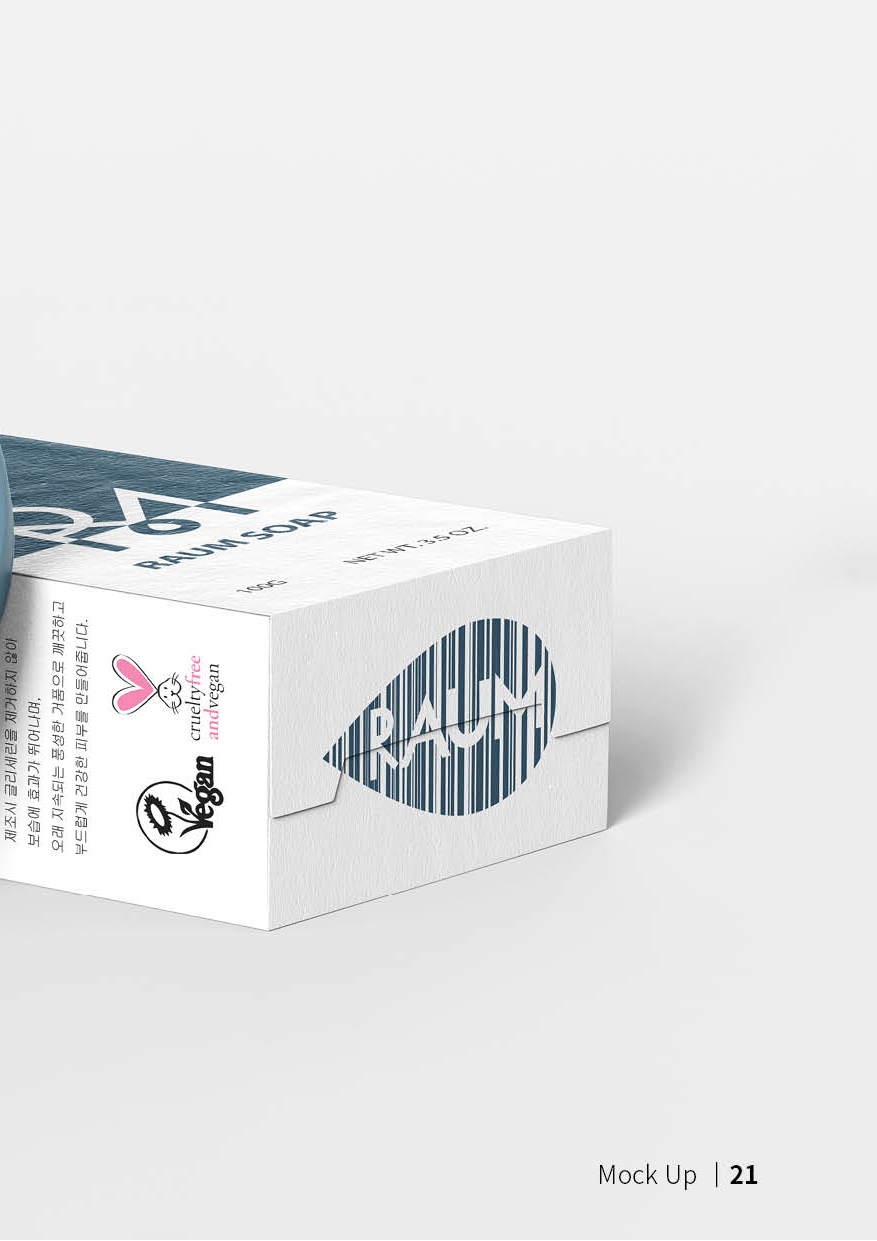 RAUM SOAP
100G
NET WT. 3.5 OZ.
제조시 글리세린을 제거하지 않아
보습에 효과가 뛰어나며,
오래 지속되는 풍성한 거품으로 깨끗하고
부드럽게 건강한 피부를 만들어줍니다.
crueltyfree
andvegan
Vegan
RAUM
Mock Up | 21